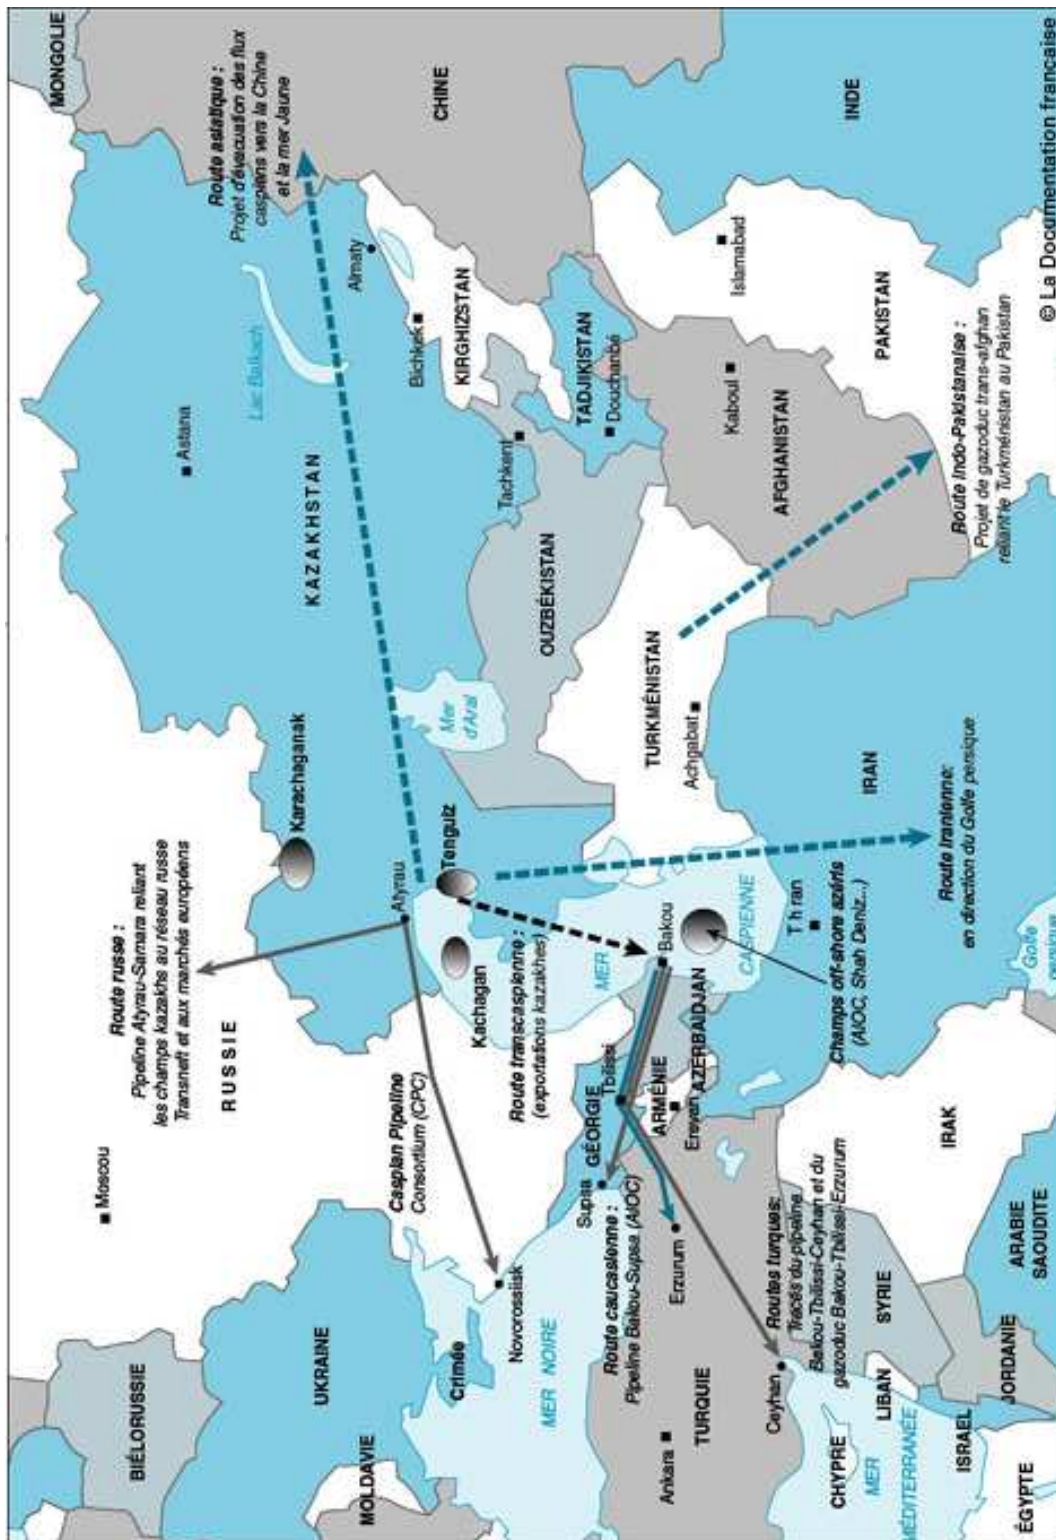 MONGOLIE
Route asiatique :
Projet d'évacuation des flux
caspiens vers la Chine
et la mer Jaune
CHINE
INDE
Route russe :
Pipeline Atyrau-Samara reliant
les champs kazakhs au réseau russe
Transneft et aux marchés européens
RUSSIE
Moscou
BIÉLORUSSIE
UKRAINE
MOLDAVIE
Crimée
Novorossisk
MER NOIRE
Caspian Pipeline
Consortium (CPC)
Astana
KAZAKHSTAN
Lac Balkach
Almaty
Bichkek
KIRGHIZSTAN
Karachaganak
Atyrau
Tenguiz
Kachagan
Mer
d'Aral
Route transcaspienne :
(exportations kazakhes)
MER
CASPIENNE
Tachkent
OUZBÉKISTAN
TADJIKISTAN
Douchanbé
TURKMÉNISTAN
Achgabat
Islamabad
Kaboul
AFGHANISTAN
PAKISTAN
Route Indo-Pakistanaise :
Projet de gazoduc trans-afghan
reliant le Turkménistan au Pakistan
Supsa
GÉORGIE
Tbilissi
ARMÉNIE
Erevan
AZERBAÏDJAN
Bakou
Route caucasienne :
Pipeline Bakou-Supsa (AIOC)
Erzurum
Ankara
TURQUIE
Ceyhan
Routes turques:
Tracés du pipeline
Bakou-Tbilissi-Ceyhan et du
gazoduc Bakou-Tbilissi-Erzurum
Champs off-shore azéris
(AIOC, Shah Deniz...)
T h ran
IRAN
Route iranienne:
en direction du Golfe persique
Golfe
persique
CHYPRE
MER
MÉDITERRANÉE
LIBAN
SYRIE
ISRAEL
JORDANIE
ÉGYPTE
IRAK
ARABIE
SAOUDITE
© La Documentation française